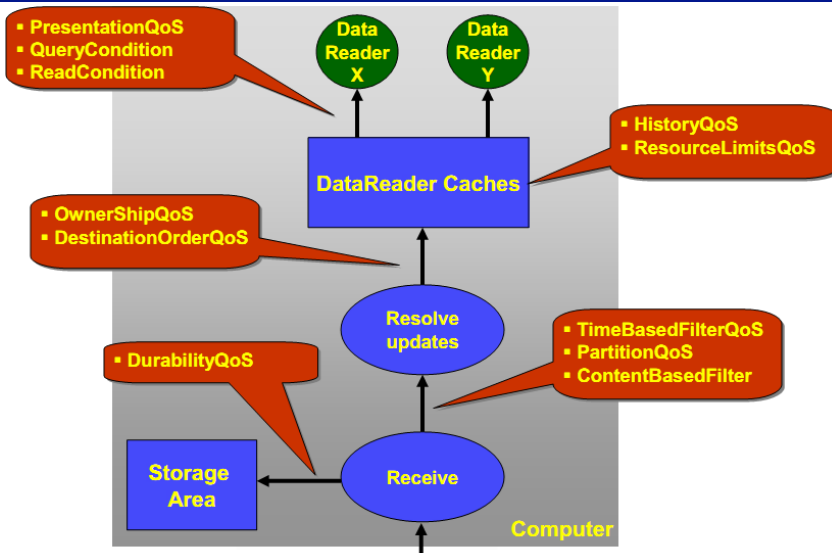 ▪ PresentationQoS
▪ QueryCondition
▪ ReadCondition
Data
Reader
X
Data
Reader
Y
▪ HistoryQoS
▪ ResourceLimitsQoS
DataReader Caches
▪ OwnerShipQoS
▪ DestinationOrderQoS
Resolve
updates
▪ TimeBasedFilterQoS
▪ PartitionQoS
▪ ContentBasedFilter
▪ DurabilityQoS
Storage
Area
Receive
Computer